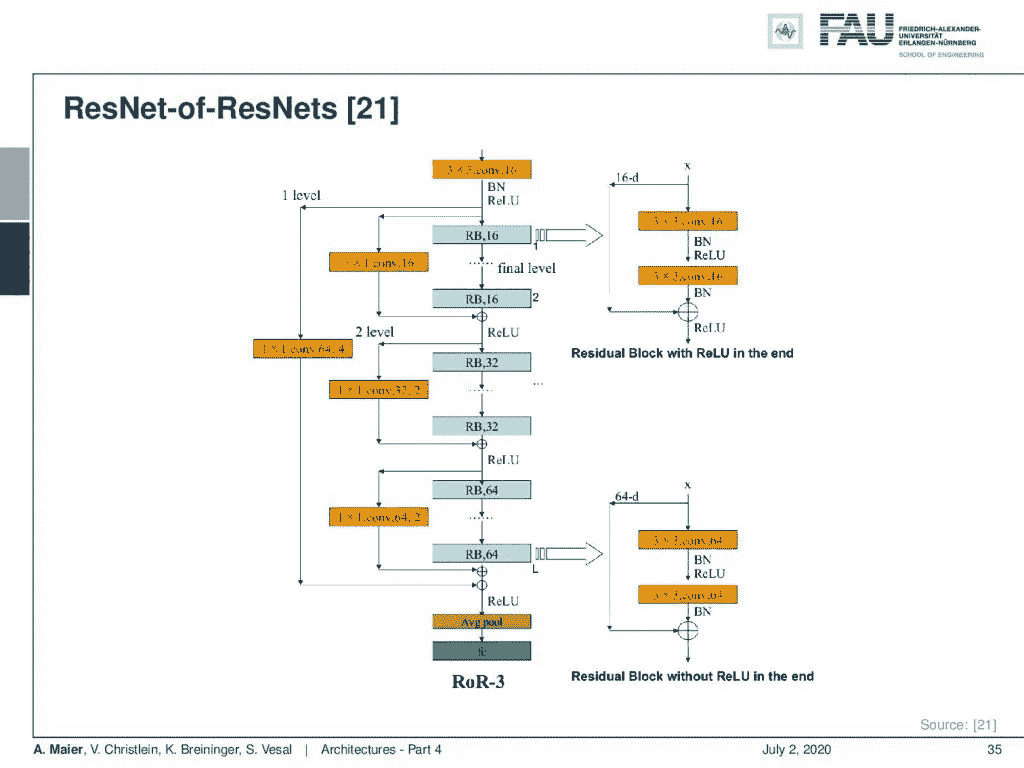 FAU
FRIEDRICH-ALEXANDER-
UNIVERSITÄT
ERLANGEN-NÜRNBERG
SCHOOL OF ENGINEERING
ResNet-of-ResNets [21]
3 × 3,conv,16
BN
ReLU
1 level
RB,16
1
conv,16
...... final level
RB,16
2
ReLU
2 level
1 × 1,conv,64, 4
RB,32
...
1 × 1,conv,32, 2
......
RB,32
ReLU
RB,64
1 × 1,conv,64, 2
......
RB,64
L
ReLU
Avg pool
fc
RoR-3
x
16-d
3 × 3,conv,16
BN
ReLU
3 × 3,conv,16
BN
ReLU
Residual Block with ReLU in the end
x
64-d
3 × 3,conv,64
BN
ReLU
3 × 3,conv,64
BN
Residual Block without ReLU in the end
Source: [21]
A. Maier, V. Christlein, K. Breininger, S. Vesal | Architectures - Part 4 July 2, 2020 35